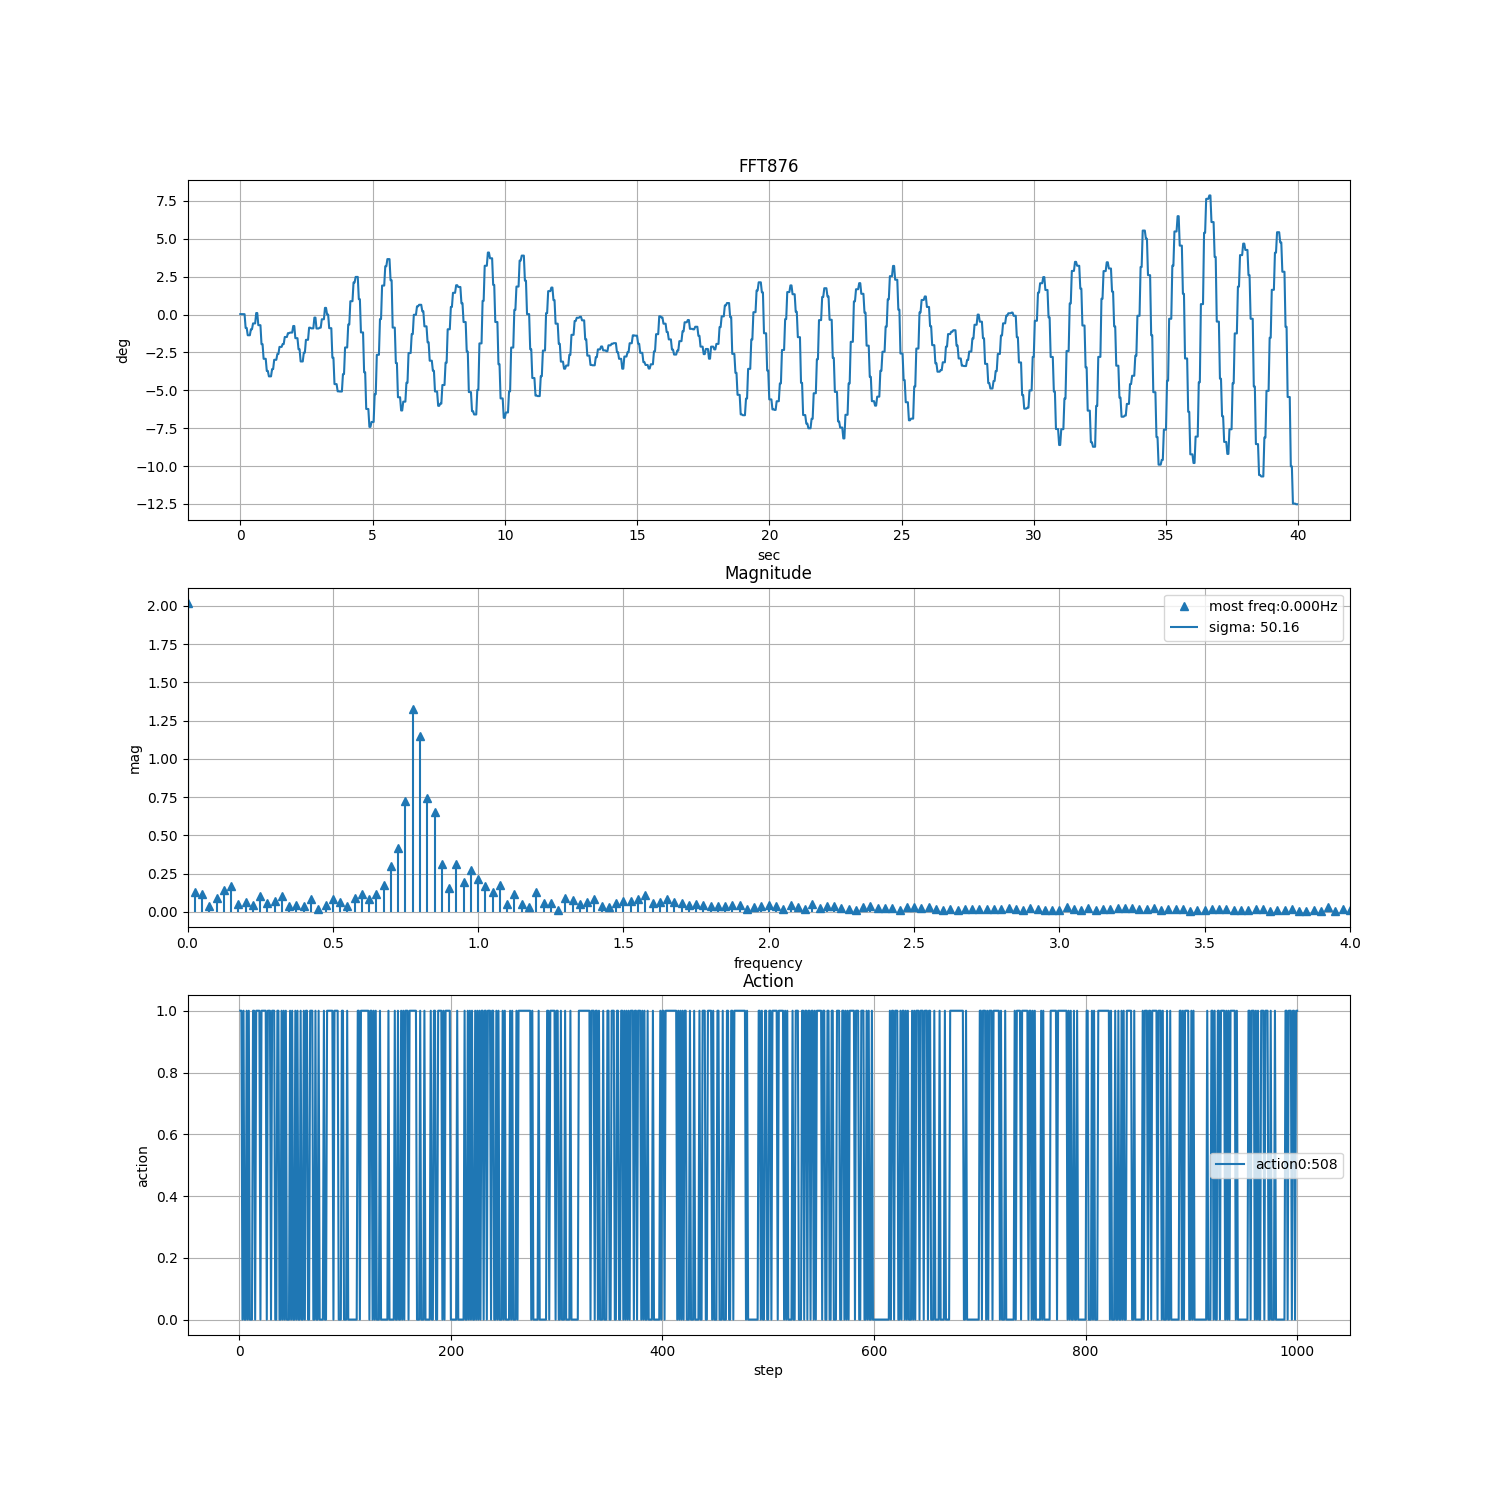 FFT876
7.5
5.0
2.5
0.0
−2.5
−5.0
−7.5
−10.0
−12.5
deg
0 5 10 15 20 25 30 35 40
sec
Magnitude
2.00
1.75
1.50
1.25
1.00
0.75
0.50
0.25
0.00
mag
most freq:0.000Hz
sigma: 50.16
0.0 0.5 1.0 1.5 2.0 2.5 3.0 3.5 4.0
frequency
Action
1.0
0.8
0.6
0.4
0.2
0.0
action
action0:508
0 200 400 600 800 1000
step